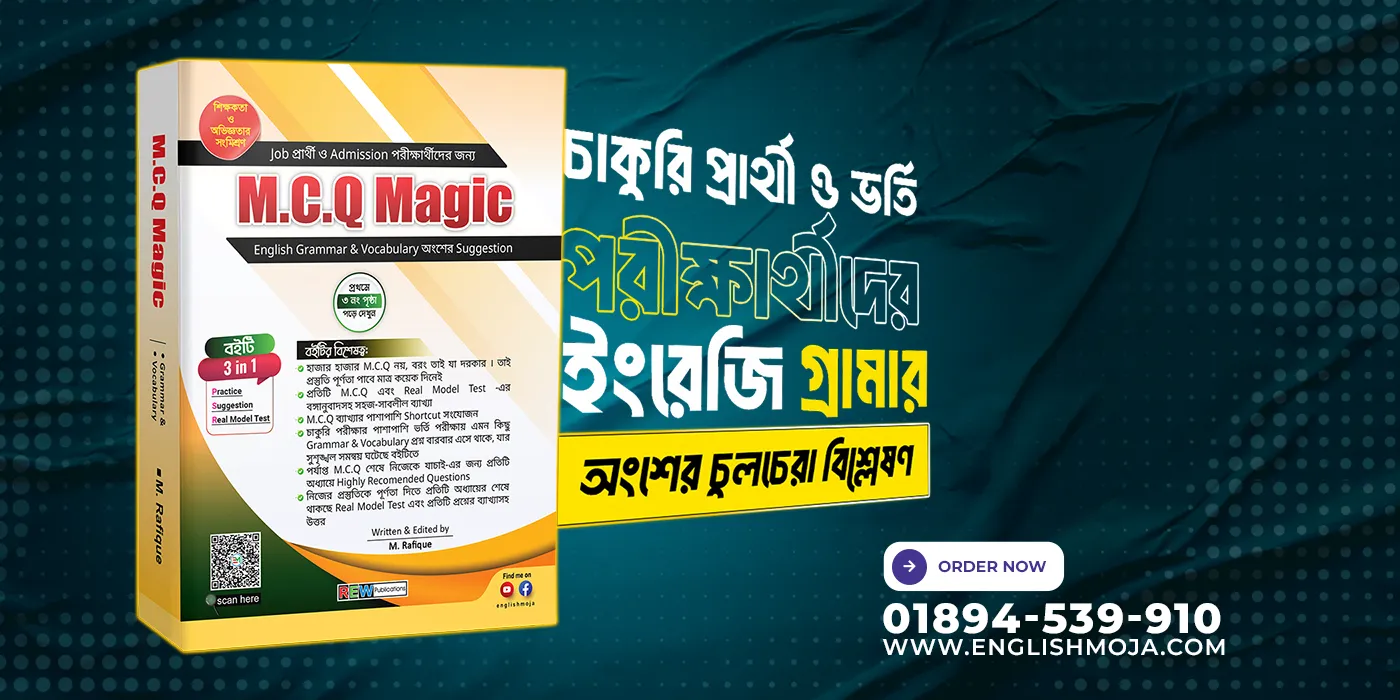 M.C.Q Magic
• Grammar &
• Vocabulary
M. Rafique
শিক্ষকতা
ও
অভিজ্ঞতার
সংমিশ্রণ
Job প্রার্থী ও Admission পরীক্ষার্থীদের জন্য
M.C.Q Magic
English Grammar & Vocabulary অংশের Suggestion
প্রথমে
৩ নং পৃষ্ঠা
পড়ে দেখুন
বইটি
3 in 1
Practice
Suggestion
Real Model Test
বইটির বিশেষত্ব:
হাজার হাজার M.C.Q নয়, বরং তাই যা দরকার । তাই
প্রস্তুতি পূর্ণতা পাবে মাত্র কয়েক দিনেই
প্রতিটি M.C.Q এবং Real Model Test -এর
বঙ্গানুবাদসহ সহজ-সাবলীল ব্যাখা
M.C.Q ব্যাখ্যার পাশাপাশি Shortcut সংযোজন
চাকুরি পরীক্ষার পাশাপাশি ভর্তি পরীক্ষায় এমন কিছু
Grammar & Vocabulary প্রশ্ন বারবার এসে থাকে, যার
সুশৃঙ্খল সমন্বয় ঘটেছে বইটিতে
পর্যাপ্ত M.C.Q শেষে নিজেকে যাচাই-এর জন্য প্রতিটি
অধ্যায়ে Highly Recomended Questions
নিজের প্রস্তুতিকে পূর্ণতা দিতে প্রতিটি অধ্যায়ের শেষে
থাকছে Real Model Test এবং প্রতিটি প্রশ্নের ব্যাখ্যাসহ
উত্তর
Written & Edited by
M. Rafique
scan here
REW Publications
Find me on
englishmoja
চাকুরি প্রার্থী ও ভর্তি
পরীক্ষার্থীদের
ইংরেজি গ্রামার
অংশের চুলচেরা বিশ্লেষণ
ORDER NOW
01894-539-910
WWW.ENGLISHMOJA.COM